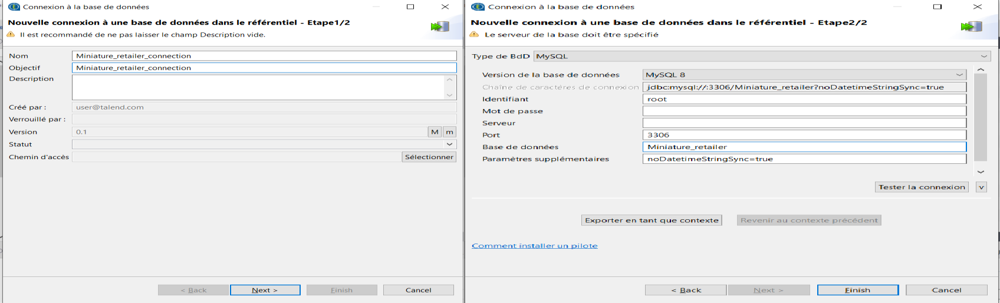 Connexion à la base de données
Nouvelle connexion à une base de données dans le référentiel - Etape1/2
Il est recommandé de ne pas laisser le champ Description vide.
Nom Miniature_retailer_connection
Objectif Miniature_retailer_connection
Description
Créé par : user@talend.com
Verrouillé par :
Version 0.1 M m
Statut
Chemin d'accès Sélectionner
< Back Next > Finish Cancel
Connexion à la base de données
Nouvelle connexion à une base de données dans le référentiel - Etape2/2
Le serveur de la base doit être spécifié
Type de BdD MySQL
Version de la base de données MySQL 8
Chaîne de caractères de connexion jdbc:mysql://:3306/Miniature_retailer?noDatetimeStringSync=true
Identifiant root
Mot de passe
Serveur
Port 3306
Base de données Miniature_retailer
Paramètres supplémentaires noDatetimeStringSync=true
Tester la connexion v
Exporter en tant que contexte Revenir au contexte précédent
Comment installer un pilote
< Back Next > Finish Cancel